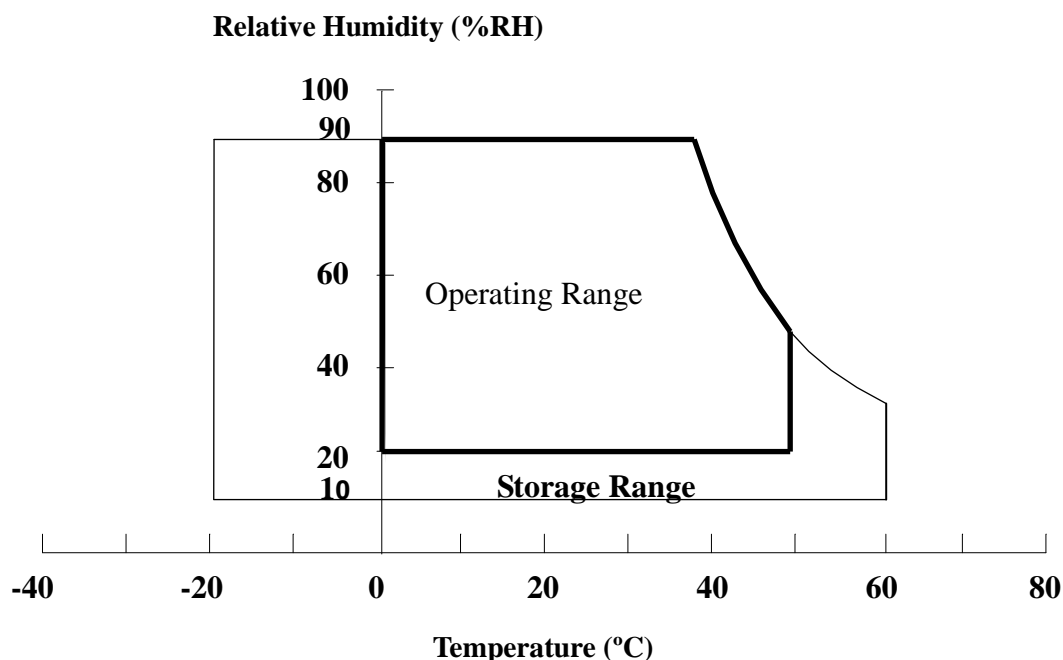 Relative Humidity (%RH)
100
90
80
60
Operating Range
40
20
10
Storage Range
-40 -20 0 20 40 60 80
Temperature (ºC)